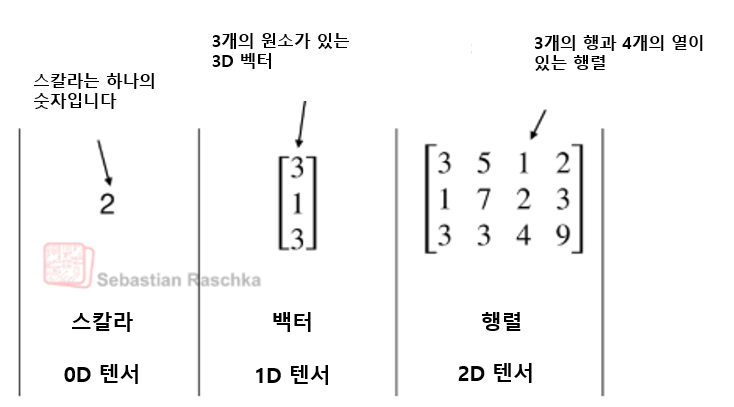 스칼라는 하나의
숫자입니다
3개의 원소가 있는
3D 벡터
3개의 행과 4개의 열이
있는 행렬
2
3
1
3
3 5 1 2
1 7 2 3
3 3 4 9
Sebastian Raschka
스칼라
백터
행렬
0D 텐서
1D 텐서
2D 텐서